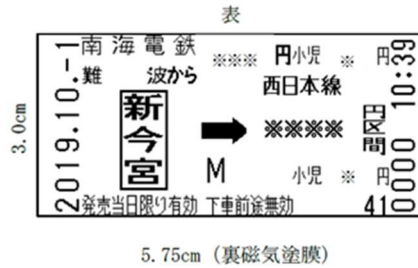 表
南海電鉄 ※※※ 円小児 ※ 円
難 波から 西日本線
新今宮 → ※※※※ 円区間
M 小児 ※ 円
発売当日限り有効 下車前途無効
2019.10.-1
410000 10:39
3.0cm
5.75cm (裏磁気塗膜)